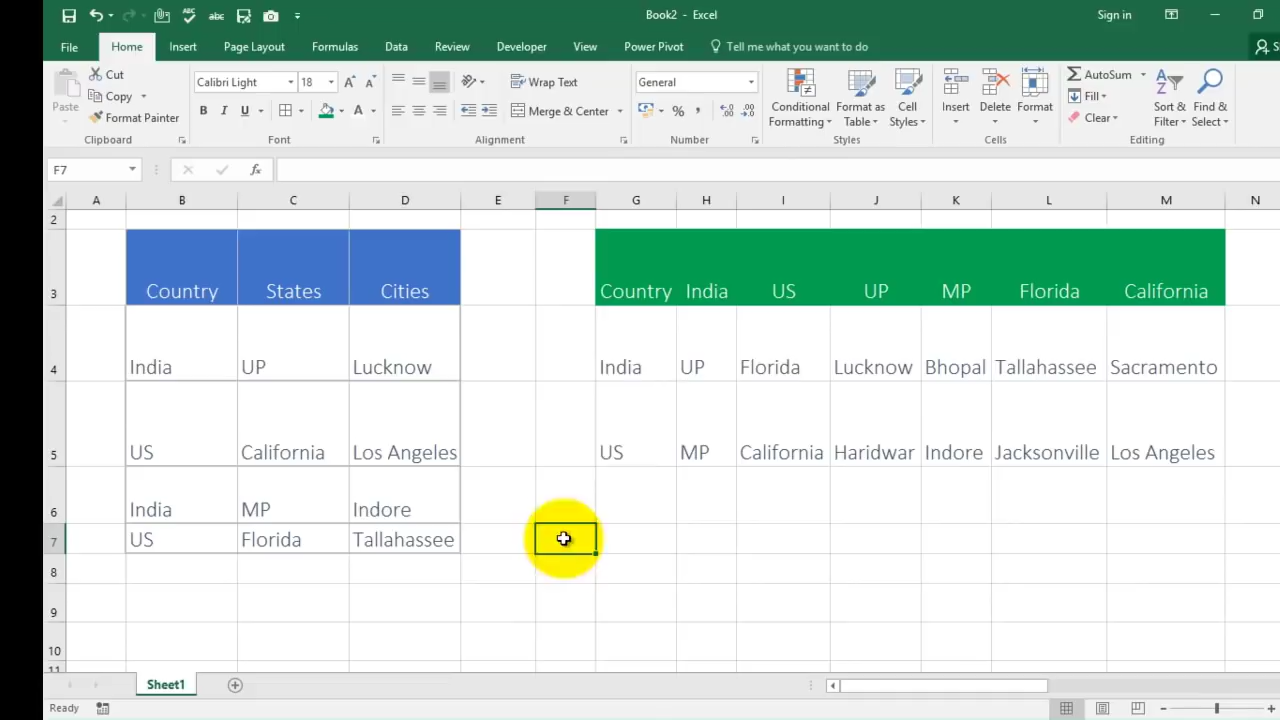 Book2 - Excel
Sign in
File Home Insert Page Layout Formulas Data Review Developer View Power Pivot Tell me what you want to do
Paste
Cut
Copy
Format Painter
Clipboard
Calibri Light 18
B I U
Font
Wrap Text
Merge & Center
Alignment
General
Number
Conditional Formatting
Format as Table
Cell Styles
Styles
Insert
Delete
Format
Cells
AutoSum
Fill
Clear
Sort & Filter
Find & Select
Editing
F7 fx
A B C D E F G H I J K L M N
2
3 Country States Cities Country India US UP MP Florida California
4 India UP Lucknow India UP Florida Lucknow Bhopal Tallahassee Sacramento
5 US California Los Angeles US MP California Haridwar Indore Jacksonville Los Angeles
6 India MP Indore
7 US Florida Tallahassee
8
9
10
11
Sheet1
Ready